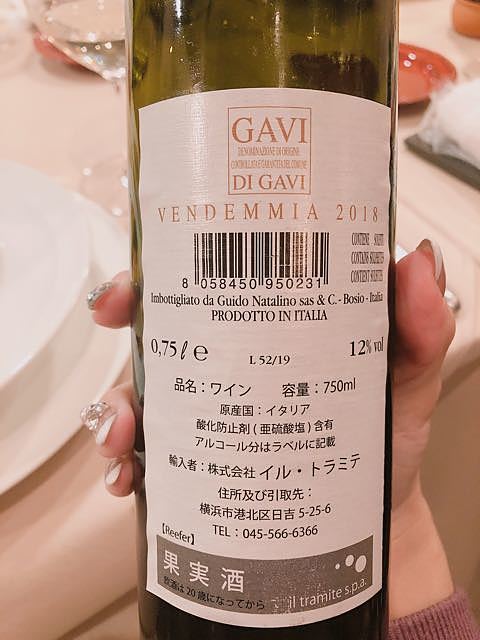 GAVI
DENOMINAZIONE DI ORIGINE
CONTROLLATA E GARANTITA DEL COMUNE
DI GAVI
VENDEMMIA 2018
CONTIENE SOLFITI
CONTAINS SULPHITES
CONTIENT SULFITES
8 058450 950231
Imbottigliato da Guido Natalino sas & C. - Bosio - Italia
PRODOTTO IN ITALIA
0,75 ℓ e L 52/19 12% vol
品名：ワイン 容量：750ml
原産国：イタリア
酸化防止剤 ( 亜硫酸塩 ) 含有
アルコール分はラベルに記載
輸入者：株式会社 イル・トラミテ
住所及び引取先：
横浜市港北区日吉 5-25-6
TEL：045-566-6366
【Reefer】
果実酒
飲酒は 20 歳になってから
il tramite s.p.a.